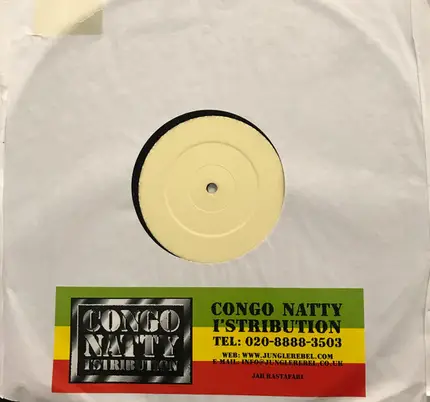 CONGO
NATTY
I'STRIBUTION
CONGO NATTY
I'STRIBUTION
TEL: 020-8888-3503
WEB: WWW.JUNGLEREBEL.COM
E-MAIL: INFO@JUNGLEREBEL.CO.UK
JAH RASTAFARI